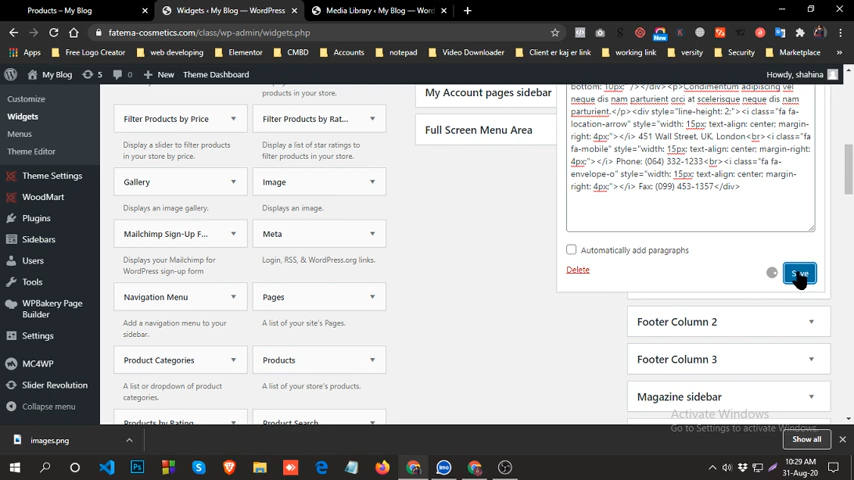 Products – My Blog
Widgets ‹ My Blog — WordPress
Media Library ‹ My Blog — Word
fatema-cosmetics.com/class/wp-admin/widgets.php
Apps
Free Logo Creator
web developing
Elementor
CMBD
Accounts
notepad
Video Downloader
Client er kaj er link
working link
versity
Security
Marketplace
»
My Blog
5
0
New
Theme Dashboard
Howdy, shahina
Customize
Widgets
Menus
Theme Editor
Theme Settings
WoodMart
Plugins
Sidebars
Users
Tools
WPBakery Page
Builder
Settings
MC4WP
Slider Revolution
Collapse menu
products in your store.
Filter Products by Price
Display a slider to filter
products in your store by price.
Gallery
Displays an image gallery.
Mailchimp Sign-Up F...
Displays your Mailchimp for
WordPress sign-up form
Navigation Menu
Add a navigation menu to your
sidebar.
Product Categories
A list or dropdown of product
categories.
Products by Rating
products in your store.
Filter Products by Rat...
Display a list of star ratings to
filter products in your store.
Image
Displays an image.
Meta
Login, RSS, & WordPress.org links.
Pages
A list of your site's Pages.
Products
A list of your store's products.
Product Search
My Account pages sidebar
Full Screen Menu Area
bottom: 10px;" /></div><p>Condimentum adipiscing vel
neque dis nam parturient orci at scelerisque neque dis nam
parturient.</p><div style="line-height: 2;"><i class="fa fa-
location-arrow" style="width: 15px; text-align: center; margin-
right: 4px;"></i> 451 Wall Street, UK, London<br><i class="fa
fa-mobile" style="width: 15px; text-align: center; margin-right:
4px;"></i> Phone: (064) 332-1233<br><i class="fa fa-
envelope-o" style="width: 15px; text-align: center; margin-
right: 4px;"></i> Fax: (099) 453-1357</div>
Automatically add paragraphs
Delete
Save
Footer Column 2
Footer Column 3
Magazine sidebar
Activate Windows
Go to Settings to activate Windows.
images.png
Show all
10:29 AM
31-Aug-20